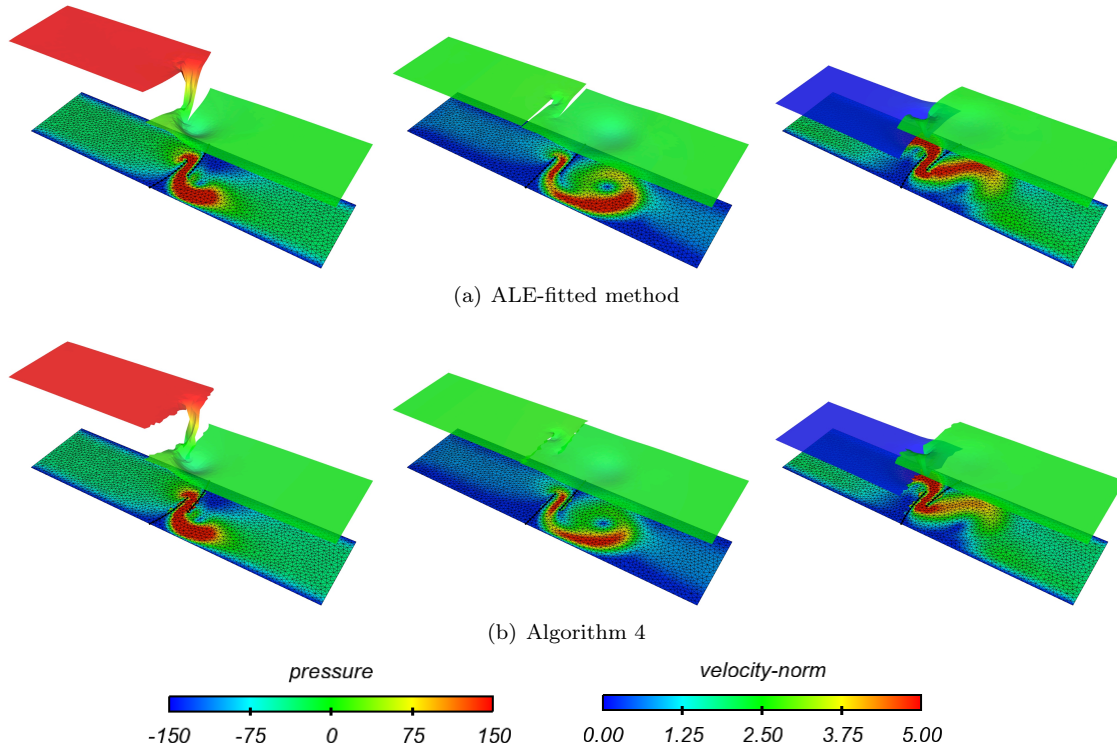 (a) ALE-fitted method
(b) Algorithm 4
pressure
-150 -75 0 75 150
velocity-norm
0.00 1.25 2.50 3.75 5.00